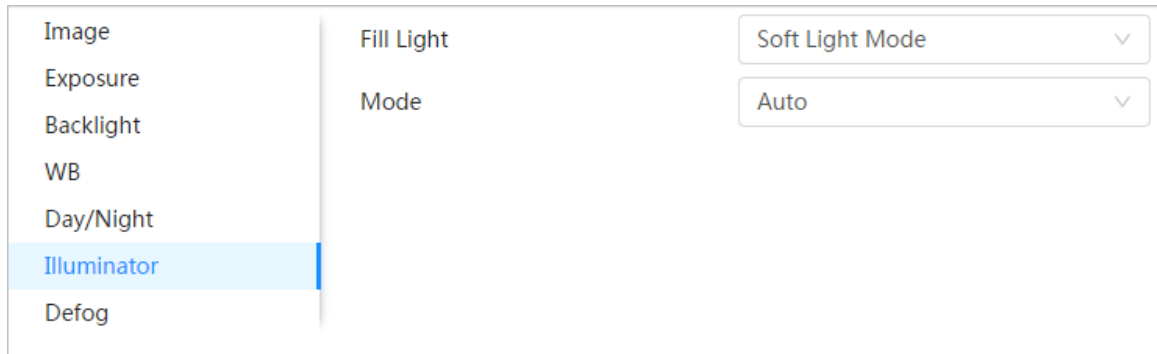 Image
Exposure
Backlight
WB
Day/Night
Illuminator
Defog
Fill Light
Soft Light Mode
Mode
Auto